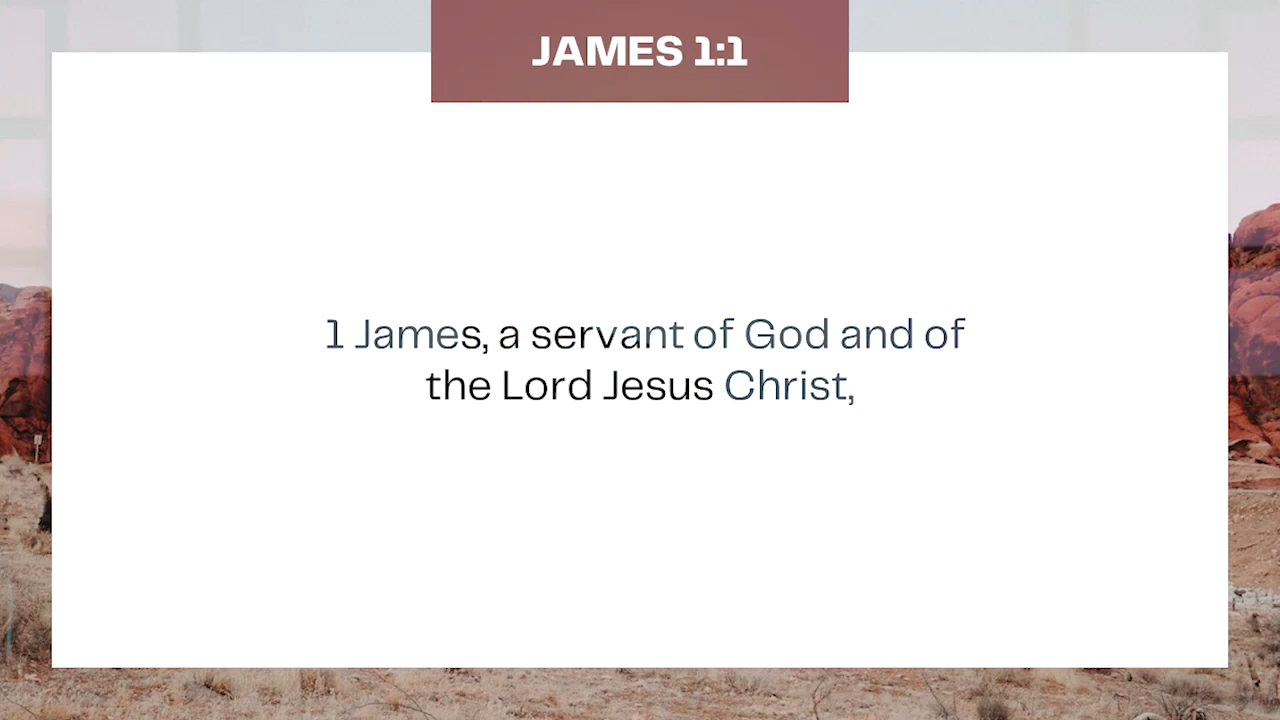 JAMES 1:1
1 James, a servant of God and of
the Lord Jesus Christ,